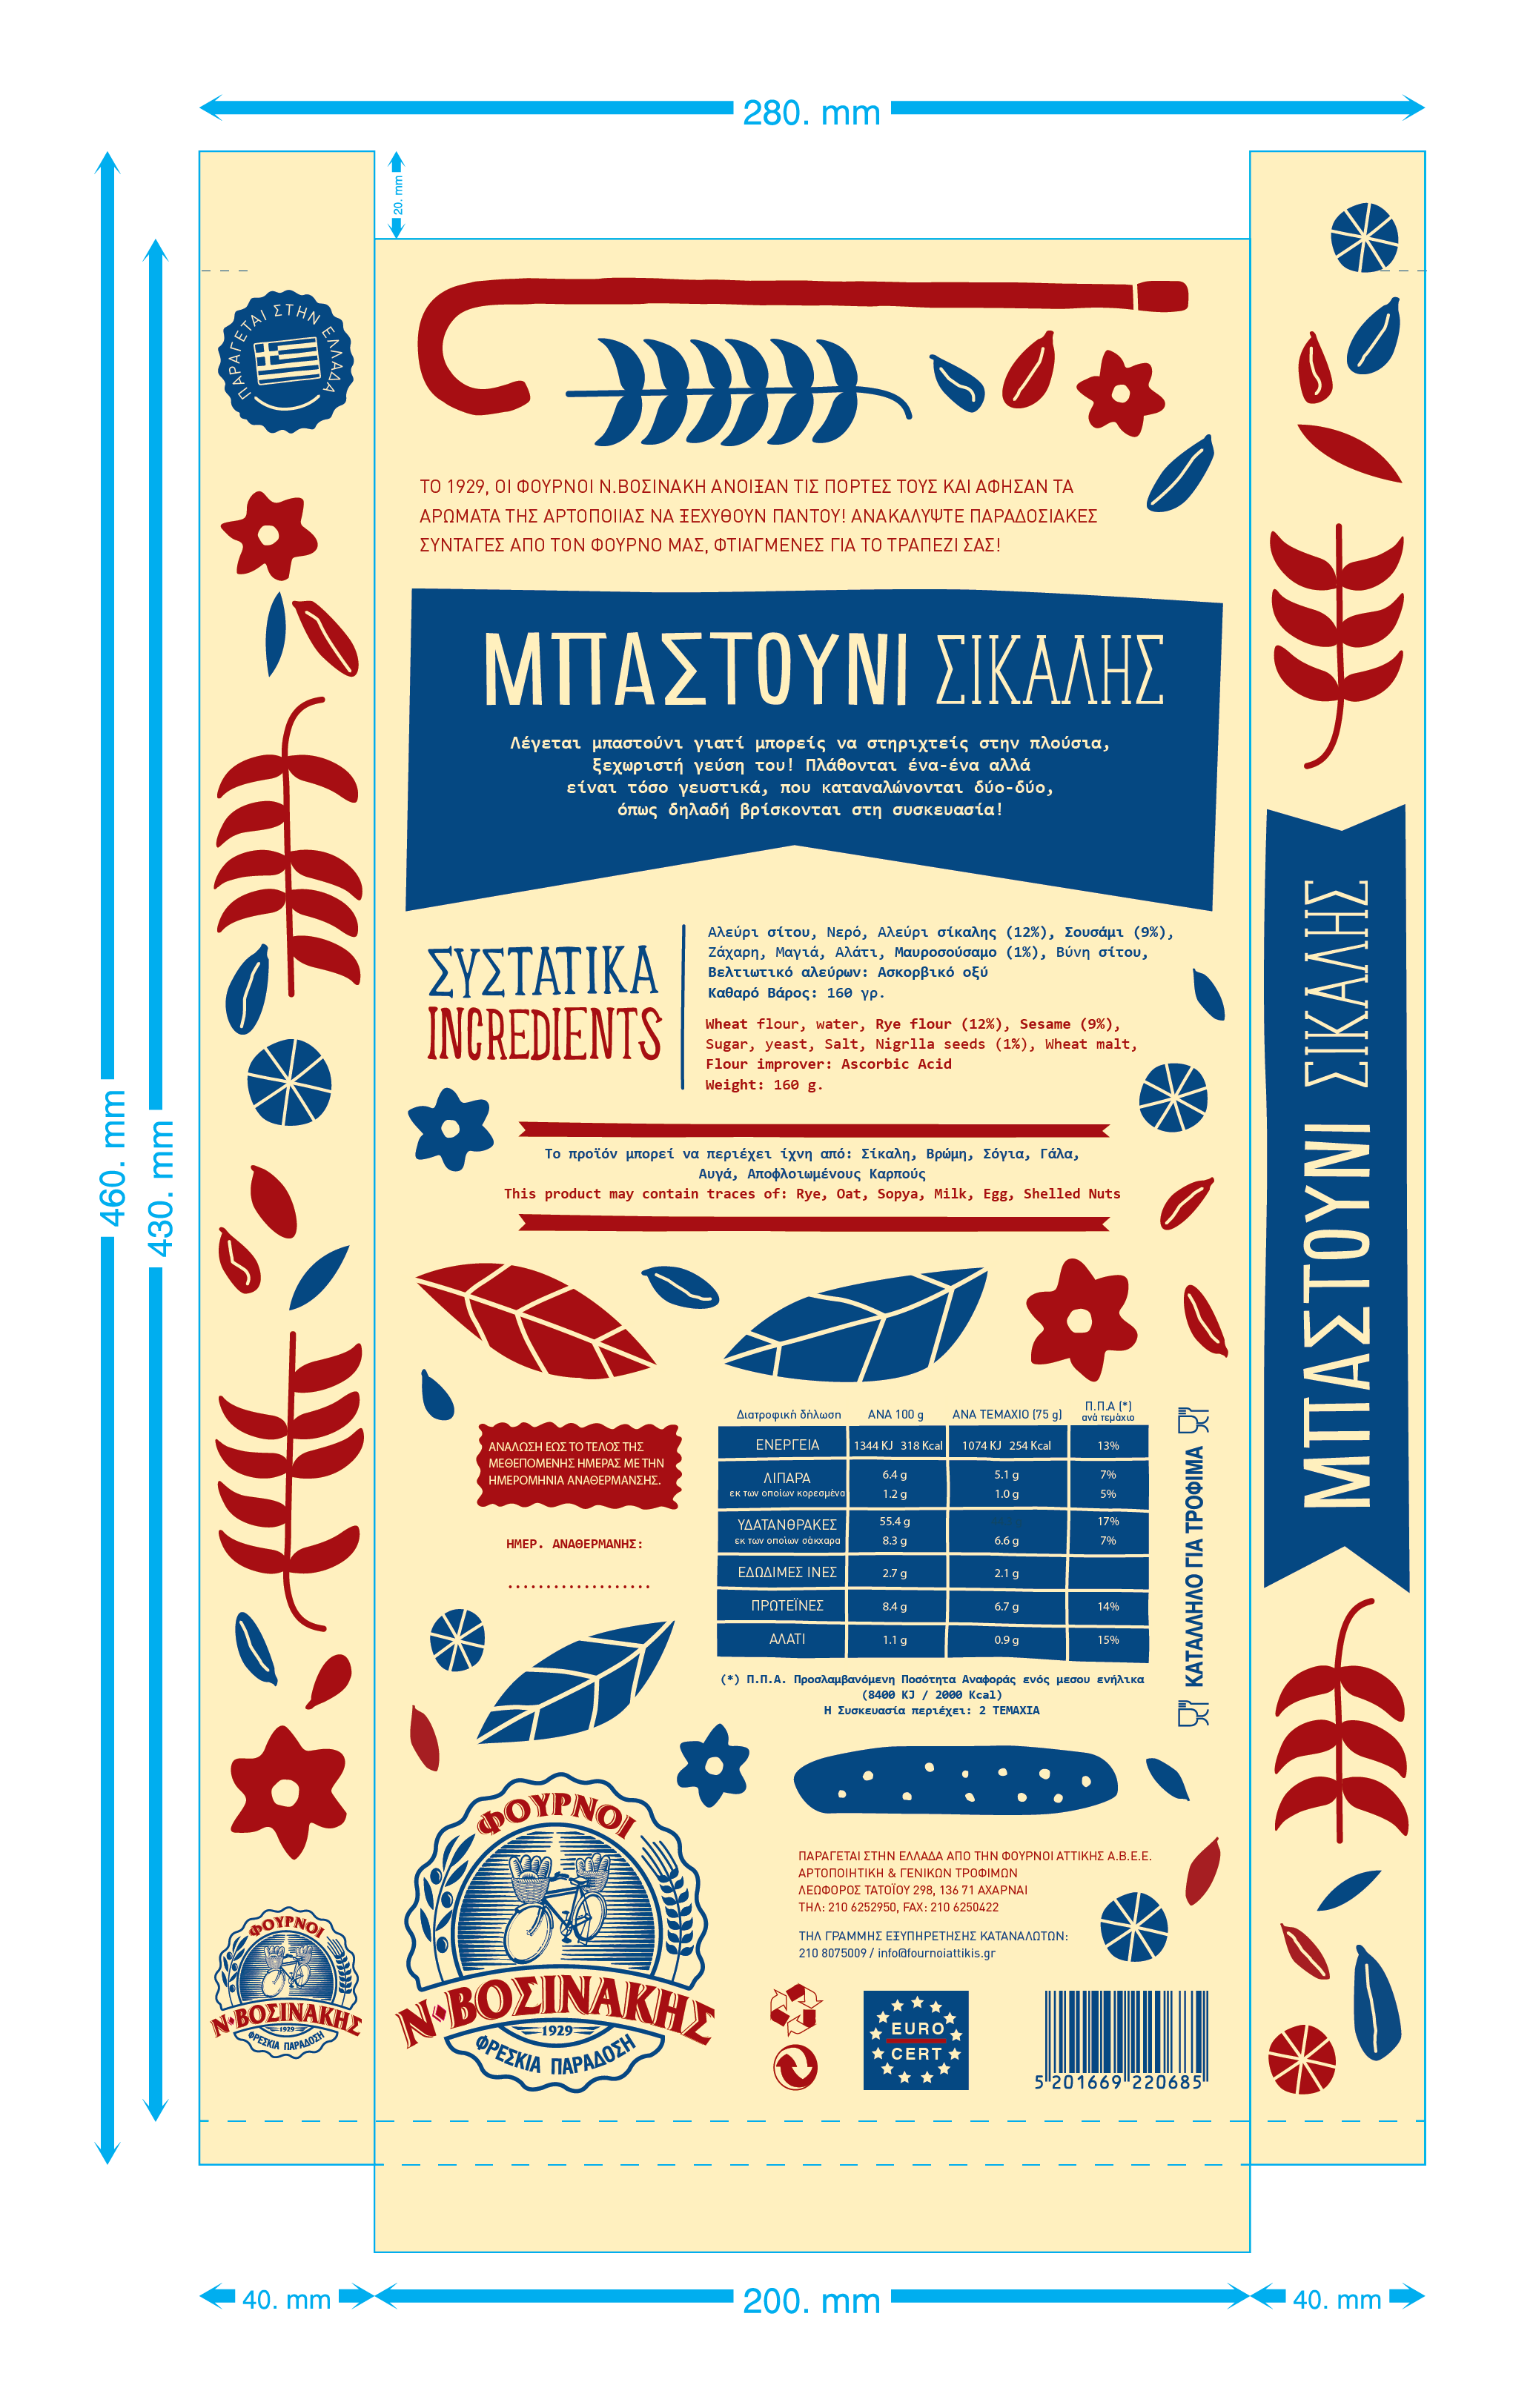 280. mm
20. mm
460. mm
430. mm
ΠΑΡΑΓΕΤΑΙ ΣΤΗΝ ΕΛΛΑΔΑ
ΤΟ 1929, ΟΙ ΦΟΥΡΝΟΙ Ν.ΒΟΣΙΝΑΚΗ ΑΝΟΙΞΑΝ ΤΙΣ ΠΟΡΤΕΣ ΤΟΥΣ ΚΑΙ ΑΦΗΣΑΝ ΤΑ
ΑΡΩΜΑΤΑ ΤΗΣ ΑΡΤΟΠΟΙΙΑΣ ΝΑ ΞΕΧΥΘΟΥΝ ΠΑΝΤΟΥ! ΑΝΑΚΑΛΥΨΤΕ ΠΑΡΑΔΟΣΙΑΚΕΣ
ΣΥΝΤΑΓΕΣ ΑΠΟ ΤΟΝ ΦΟΥΡΝΟ ΜΑΣ, ΦΤΙΑΓΜΕΝΕΣ ΓΙΑ ΤΟ ΤΡΑΠΕΖΙ ΣΑΣ!
ΜΠΑΣΤΟΥΝΙ ΣΙΚΑΛΗΣ
Λέγεται μπαστούνι γιατί μπορείς να στηριχτείς στην πλούσια,
ξεχωριστή γεύση του! Πλάθονται ένα-ένα αλλά
είναι τόσο γευστικά, που καταναλώνονται δύο-δύο,
όπως δηλαδή βρίσκονται στη συσκευασία!
ΣΥΣΤΑΤΙΚΑ
INCREDIENTS
Αλεύρι σίτου, Νερό, Αλεύρι σίκαλης (12%), Σουσάμι (9%),
Ζάχαρη, Μαγιά, Αλάτι, Μαυροσούσαμο (1%), Βύνη σίτου,
Βελτιωτικό αλεύρων: Ασκορβικό οξύ
Καθαρό Βάρος: 160 γρ.
Wheat flour, water, Rye flour (12%), Sesame (9%),
Sugar, yeast, Salt, Nigrlla seeds (1%), Wheat malt,
Flour improver: Ascorbic Acid
Weight: 160 g.
Το προϊόν μπορεί να περιέχει ίχνη από: Σίκαλη, Βρώμη, Σόγια, Γάλα,
Αυγά, Αποφλοιωμένους Καρπούς
This product may contain traces of: Rye, Oat, Sopya, Milk, Egg, Shelled Nuts
ΑΝΑΛΩΣΗ ΕΩΣ ΤΟ ΤΕΛΟΣ ΤΗΣ
ΜΕΘΕΠΟΜΕΝΗΣ ΗΜΕΡΑΣ ΜΕ ΤΗΝ
ΗΜΕΡΟΜΗΝΙΑ ΑΝΑΘΕΡΜΑΝΣΗΣ.
ΗΜΕΡ. ΑΝΑΘΕΡΜΑΝΗΣ:
...................
Διατροφική δήλωση ΑΝΑ 100 g ΑΝΑ ΤΕΜΑΧΙΟ (75 g) Π.Π.Α (*)
ανά τεμάχιο
ΕΝΕΡΓΕΙΑ 1344 KJ 318 Kcal 1074 KJ 254 Kcal 13%
ΛΙΠΑΡΑ 6.4 g 5.1 g 7%
εκ των οποίων κορεσμένα 1.2 g 1.0 g 5%
ΥΔΑΤΑΝΘΡΑΚΕΣ 55.4 g 17%
εκ των οποίων σάκχαρα 8.3 g 6.6 g 7%
ΕΔΩΔΙΜΕΣ ΙΝΕΣ 2.7 g 2.1 g
ΠΡΩΤΕΪΝΕΣ 8.4 g 6.7 g 14%
ΑΛΑΤΙ 1.1 g 0.9 g 15%
(*) Π.Π.Α. Προσλαμβανόμενη Ποσότητα Αναφοράς ενός μεσου ενήλικα
(8400 KJ / 2000 Kcal)
Η Συσκευασία περιέχει: 2 ΤΕΜΑΧΙΑ
ΚΑΤΑΛΛΗΛΟ ΓΙΑ ΤΡΟΦΙΜΑ
ΜΠΑΣΤΟΥΝΙ ΣΙΚΑΛΗΣ
ΦΟΥΡΝΟΙ
Ν·ΒΟΣΙΝΑΚΗΣ
1929
ΦΡΕΣΚΙΑ ΠΑΡΑΔΟΣΗ
ΦΟΥΡΝΟΙ
Ν·ΒΟΣΙΝΑΚΗΣ
1929
ΦΡΕΣΚΙΑ ΠΑΡΑΔΟΣΗ
ΠΑΡΑΓΕΤΑΙ ΣΤΗΝ ΕΛΛΑΔΑ ΑΠΟ ΤΗΝ ΦΟΥΡΝΟΙ ΑΤΤΙΚΗΣ Α.Β.Ε.Ε.
ΑΡΤΟΠΟΙΗΤΙΚΗ & ΓΕΝΙΚΩΝ ΤΡΟΦΙΜΩΝ
ΛΕΩΦΟΡΟΣ ΤΑΤΟΪΟΥ 298, 136 71 ΑΧΑΡΝΑΙ
ΤΗΛ: 210 6252950, FAX: 210 6250422
ΤΗΛ ΓΡΑΜΜΗΣ ΕΞΥΠΗΡΕΤΗΣΗΣ ΚΑΤΑΝΑΛΩΤΩΝ:
210 8075009 / info@fournoiattikis.gr
EURO
CERT
5 201669 220685
40. mm
200. mm
40. mm